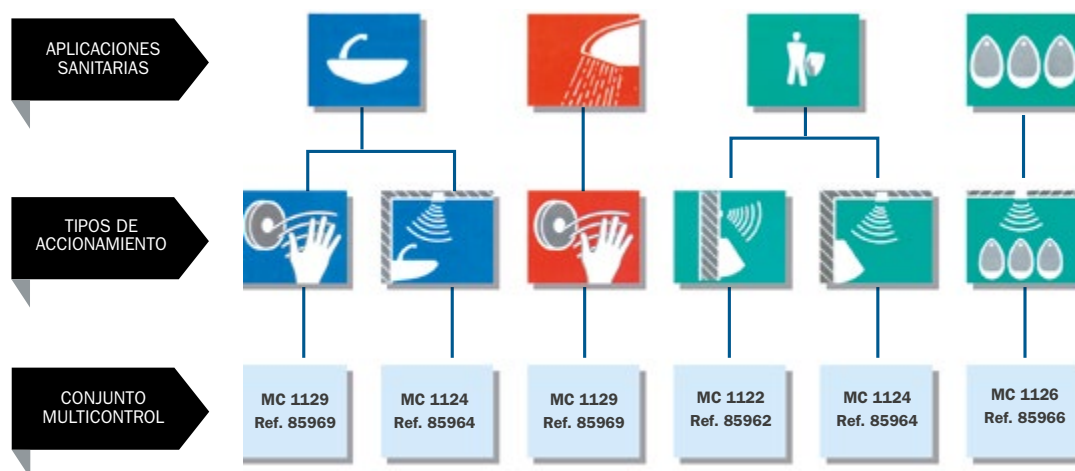 APLICACIONES
SANITARIAS
TIPOS DE
ACCIONAMIENTO
CONJUNTO
MULTICONTROL
MC 1129
Ref. 85969
MC 1124
Ref. 85964
MC 1129
Ref. 85969
MC 1122
Ref. 85962
MC 1124
Ref. 85964
MC 1126
Ref. 85966